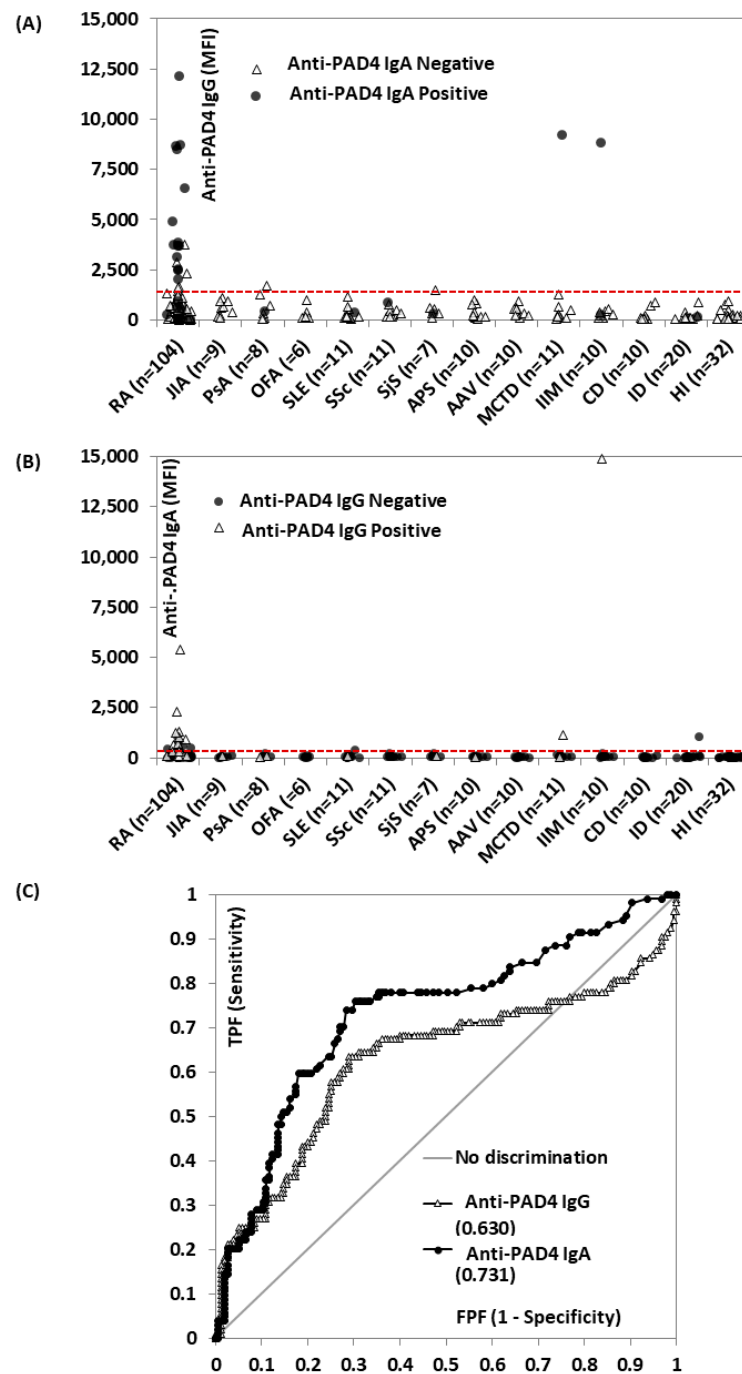 (A)
15,000
12,500
10,000
7,500
5,000
2,500
0
Anti-PAD4 IgG (MFI)
Anti-PAD4 IgA Negative
Anti-PAD4 IgA Positive
RA (n=104)
JIA (n=9)
PsA (n=8)
OFA (=6)
SLE (n=11)
SSc (n=11)
SjS (n=7)
APS (n=10)
AAV (n=10)
MCTD (n=11)
IIM (n=10)
CD (n=10)
ID (n=20)
HI (n=32)
(B)
15,000
12,500
10,000
7,500
5,000
2,500
0
Anti-.PAD4 IgA (MFI)
Anti-PAD4 IgG Negative
Anti-PAD4 IgG Positive
RA (n=104)
JIA (n=9)
PsA (n=8)
OFA (=6)
SLE (n=11)
SSc (n=11)
SjS (n=7)
APS (n=10)
AAV (n=10)
MCTD (n=11)
IIM (n=10)
CD (n=10)
ID (n=20)
HI (n=32)
(C)
1
0.9
0.8
0.7
0.6
0.5
0.4
0.3
0.2
0.1
0
TPF (Sensitivity)
No discrimination
Anti-PAD4 IgG
(0.630)
Anti-PAD4 IgA
(0.731)
FPF (1 - Specificity)
0 0.1 0.2 0.3 0.4 0.5 0.6 0.7 0.8 0.9 1